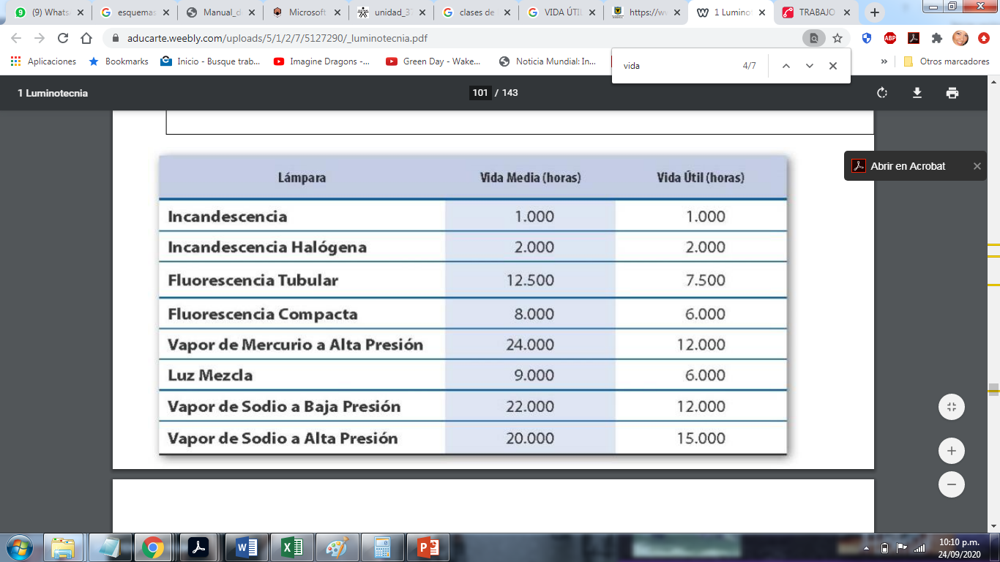 (9) Whats
esquemas
Manual_d
Microsoft
unidad_37
clases de
VIDA ÚTIL
https://ww
1 Luminot
TRABAJO
aducarte.weebly.com/uploads/5/1/2/7/5127290/_luminotecnia.pdf
ABP
Aplicaciones
Bookmarks
Inicio - Busque trab...
Imagine Dragons -...
Green Day - Wake...
Noticia Mundial: In...
»
Otros marcadores
vida
4/7
1 Luminotecnia
101 / 143
Abrir en Acrobat
Lámpara Vida Media (horas) Vida Útil (horas)
Incandescencia 1.000 1.000
Incandescencia Halógena 2.000 2.000
Fluorescencia Tubular 12.500 7.500
Fluorescencia Compacta 8.000 6.000
Vapor de Mercurio a Alta Presión 24.000 12.000
Luz Mezcla 9.000 6.000
Vapor de Sodio a Baja Presión 22.000 12.000
Vapor de Sodio a Alta Presión 20.000 15.000
10:10 p.m.
24/09/2020